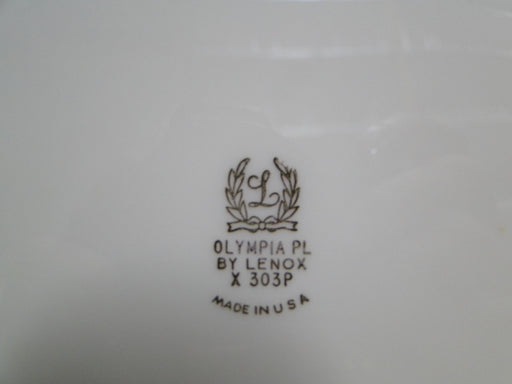 L
OLYMPIA PL
BY LENOX
X 303P
MADE IN USA